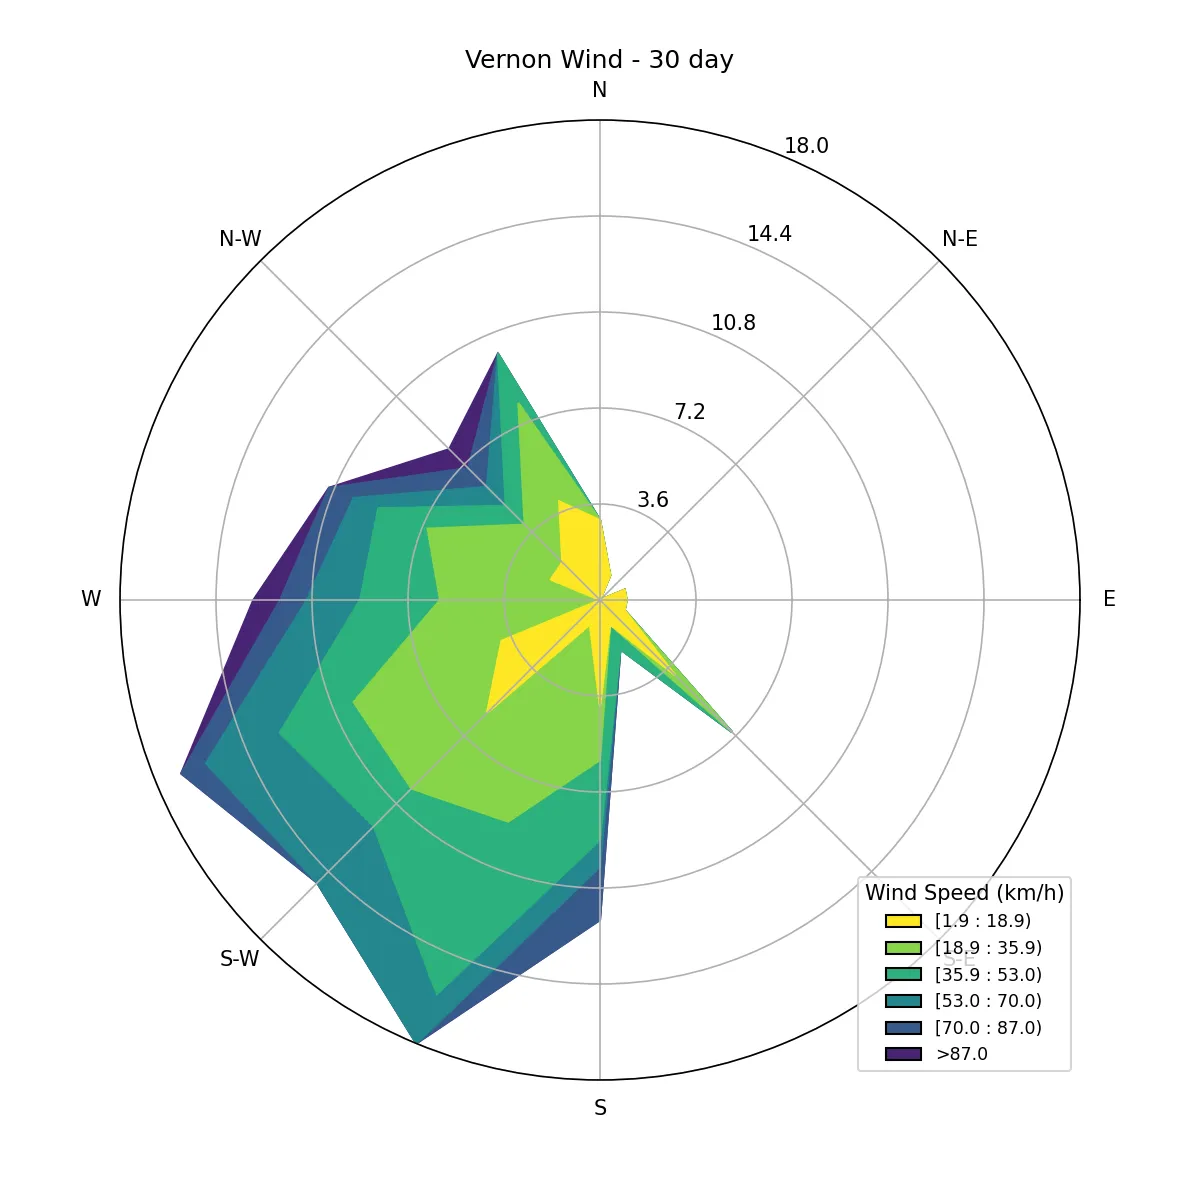 Vernon Wind - 30 day
N
18.0
N-W
N-E
14.4
10.8
7.2
3.6
W
E
Wind Speed (km/h)
[1.9 : 18.9)
[18.9 : 35.9)
S-W
S-E
[35.9 : 53.0)
[53.0 : 70.0)
[70.0 : 87.0)
>87.0
S